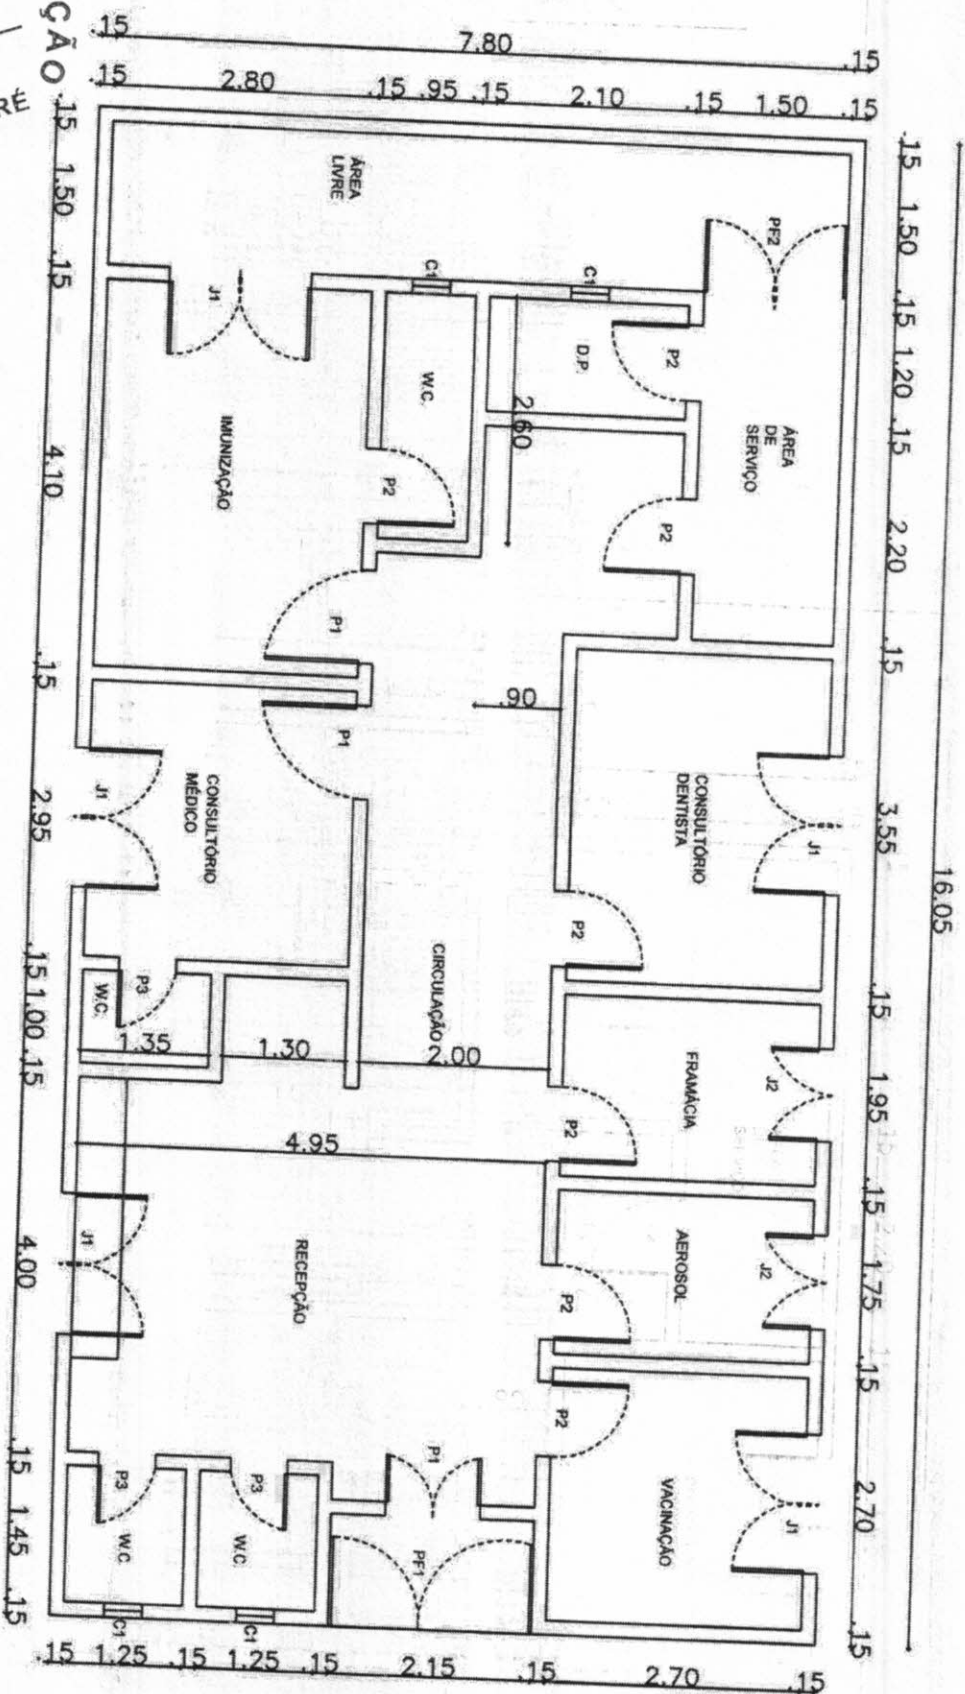 ÇÃO
RÉ
.15 7.80 .15
.15 2.80 .15 .95 .15 2.10 .15 1.50 .15
.15 1.50 .15 4.10 .15 2.95 .15 1.00 .15 4.00 .15 1.45 .15
.15 1.50 .15 1.20 .15 2.20 .15 3.55 .15 1.95 .15 1.75 .15 2.70 .15
16.05
ÁREA
LIVRE
PF2
C1
C1
J1
P2
D.P.
W.C.
2.60
ÁREA
DE
SERVIÇO
IMUNIZAÇÃO
P2
P2
P1
.90
P1
CONSULTÓRIO
MÉDICO
J1
CONSULTÓRIO
DENTISTA
J1
P2
CIRCULAÇÃO
P3
W.C.
1.35 1.30 2.00
FRAMÁCIA
J2
P2
4.95
RECEPÇÃO
J1
AEROSOL
J2
P2
P2
P1
P3
P3
W.C.
W.C.
PF1
VACINAÇÃO
J1
C1
C1
.15 1.25 .15 1.25 .15 2.15 .15 2.70 .15